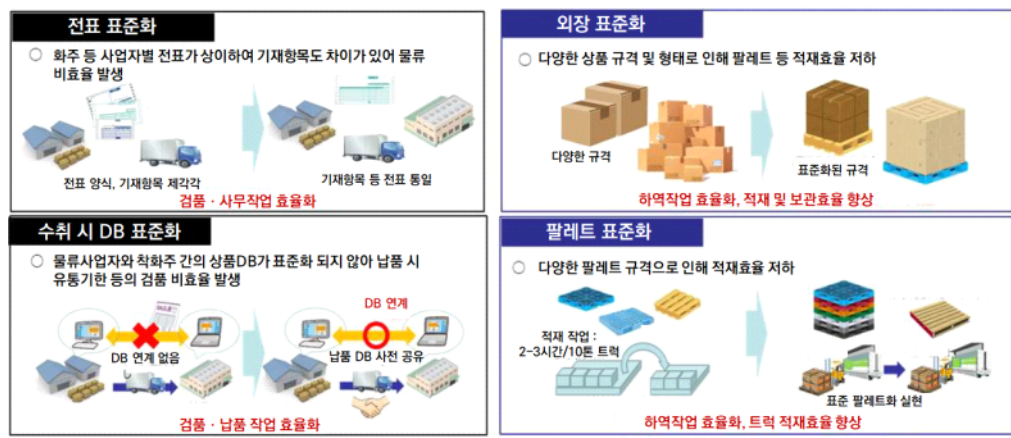 전표 표준화
○ 화주 등 사업자별 전표가 상이하여 기재항목도 차이가 있어 물류
비효율 발생
전표 양식, 기재항목 제각각
기재항목 등 전표 통일
검품 · 사무작업 효율화
외장 표준화
○ 다양한 상품 규격 및 형태로 인해 팔레트 등 적재효율 저하
다양한 규격
표준화된 규격
하역작업 효율화, 적재 및 보관효율 향상
수취 시 DB 표준화
○ 물류사업자와 착화주 간의 상품DB가 표준화 되지 않아 납품 시
유통기한 등의 검품 비효율 발생
DB 연계
DB 연계 없음
납품 DB 사전 공유
검품 · 납품 작업 효율화
팔레트 표준화
○ 다양한 팔레트 규격으로 인해 적재효율 저하
적재 작업 :
2-3시간/10톤 트럭
표준 팔레트화 실현
하역작업 효율화, 트럭 적재효율 향상